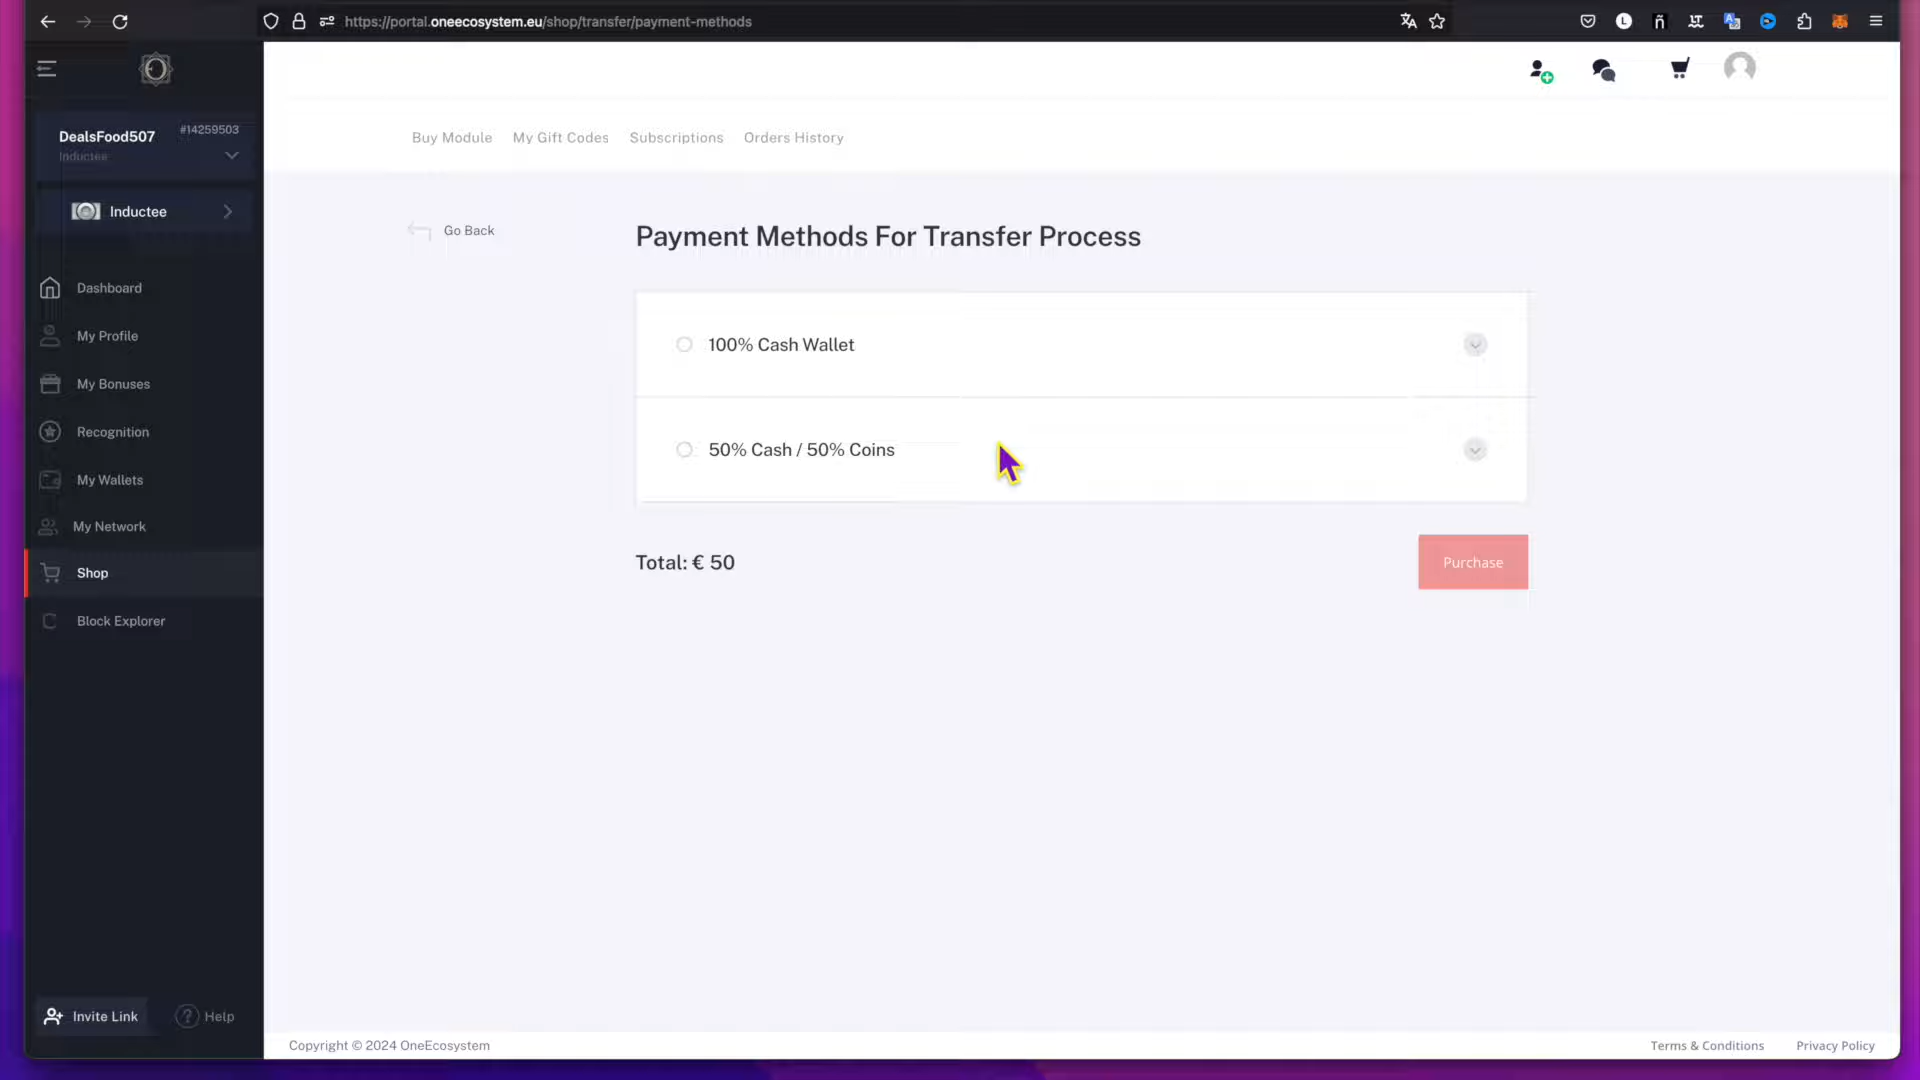 https://portal.oneecosystem.eu/shop/transfer/payment-methods
DealsFood507
#14259503
Inductee
Inductee
Dashboard
My Profile
My Bonuses
Recognition
My Wallets
My Network
Shop
Block Explorer
Invite Link
Help
Buy Module
My Gift Codes
Subscriptions
Orders History
Go Back
Payment Methods For Transfer Process
100% Cash Wallet
50% Cash / 50% Coins
Total: € 50
Purchase
Copyright © 2024 OneEcosystem
Terms & Conditions
Privacy Policy